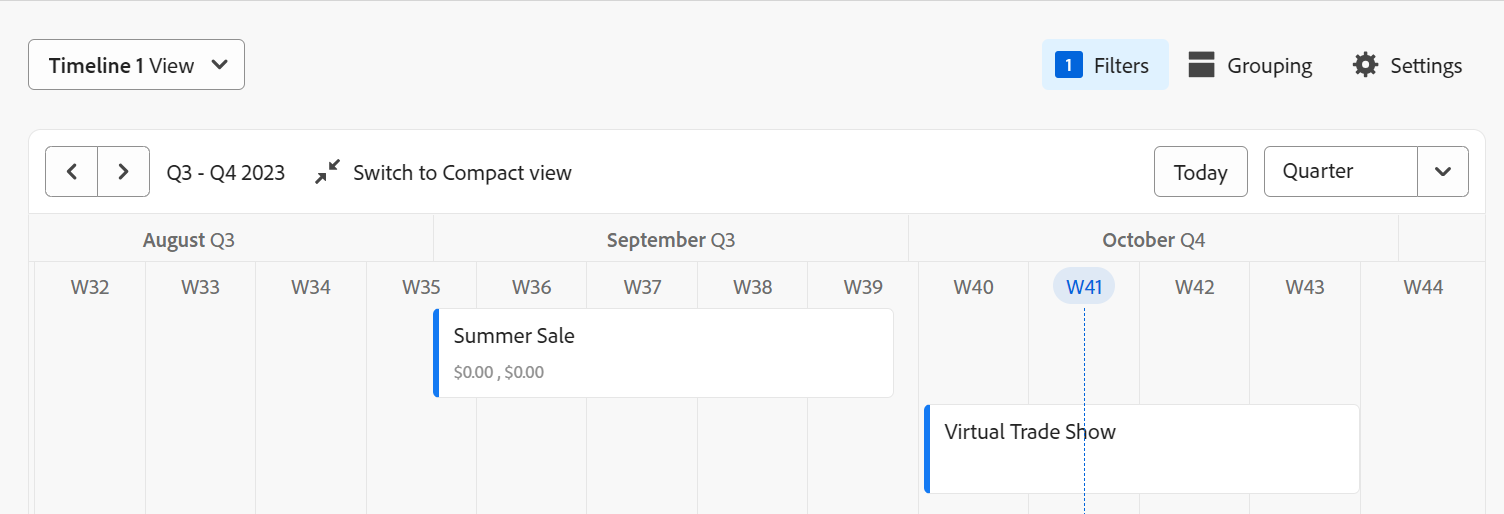 Timeline 1 View
1 Filters Grouping Settings
Q3 - Q4 2023 Switch to Compact view Today Quarter
August Q3 September Q3 October Q4
W32 W33 W34 W35 W36 W37 W38 W39 W40 W41 W42 W43 W44
Summer Sale
$0.00 , $0.00
Virtual Trade Show